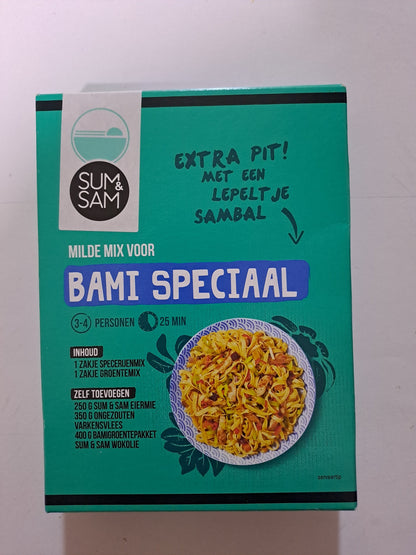 SUM &
SAM
EXTRA PIT!
MET EEN
LEPELTJE
SAMBAL
MILDE MIX VOOR
BAMI SPECIAAL
3-4 PERSONEN 25 MIN
INHOUD
1 ZAKJE SPECERIJENMIX
1 ZAKJE GROENTEMIX
ZELF TOEVOEGEN
250 G SUM & SAM EIERMIE
350 G ONGEZOUTEN
VARKENSVLEES
400 G BAMIGROENTEPAKKET
SUM & SAM WOKOLIE
serveertip